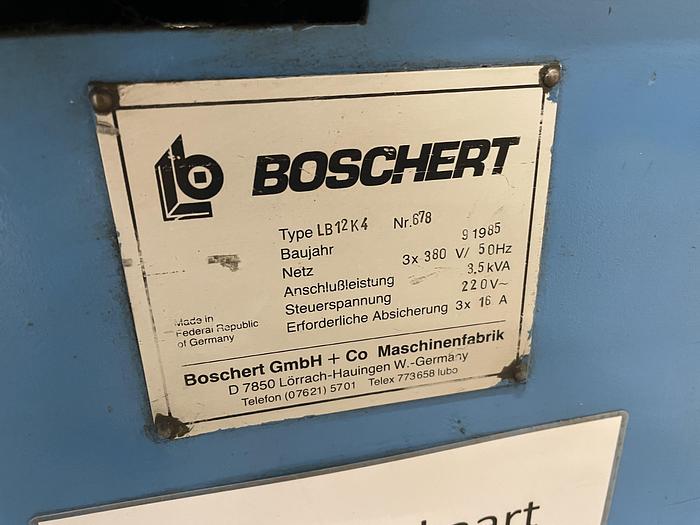 BOSCHERT
Type LB12K4 Nr. 678
Baujahr 9 1985
Netz 3x 380 V/ 50Hz
Anschlußleistung 3,5kVA
Steuerspannung 220V~
Erforderliche Absicherung 3x 16 A
Made in
Federal Republic
of Germany
Boschert GmbH + Co Maschinenfabrik
D 7850 Lörrach-Hauingen W.-Germany
Telefon (07621) 5701 Telex 773658 lubo